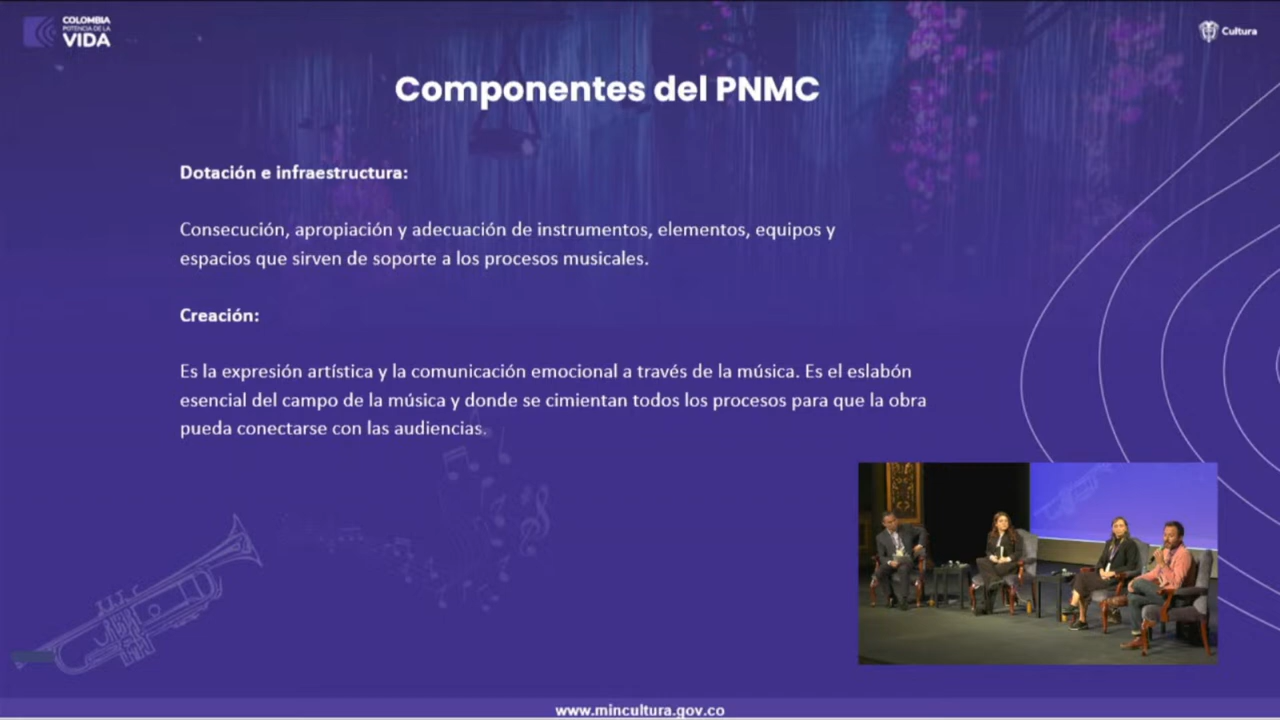 COLOMBIA
POTENCIA DE LA
VIDA
Cultura
Componentes del PNMC
Dotación e infraestructura:
Consecución, apropiación y adecuación de instrumentos, elementos, equipos y
espacios que sirven de soporte a los procesos musicales.
Creación:
Es la expresión artística y la comunicación emocional a través de la música. Es el eslabón
esencial del campo de la música y donde se cimientan todos los procesos para que la obra
pueda conectarse con las audiencias.
www.mincultura.gov.co